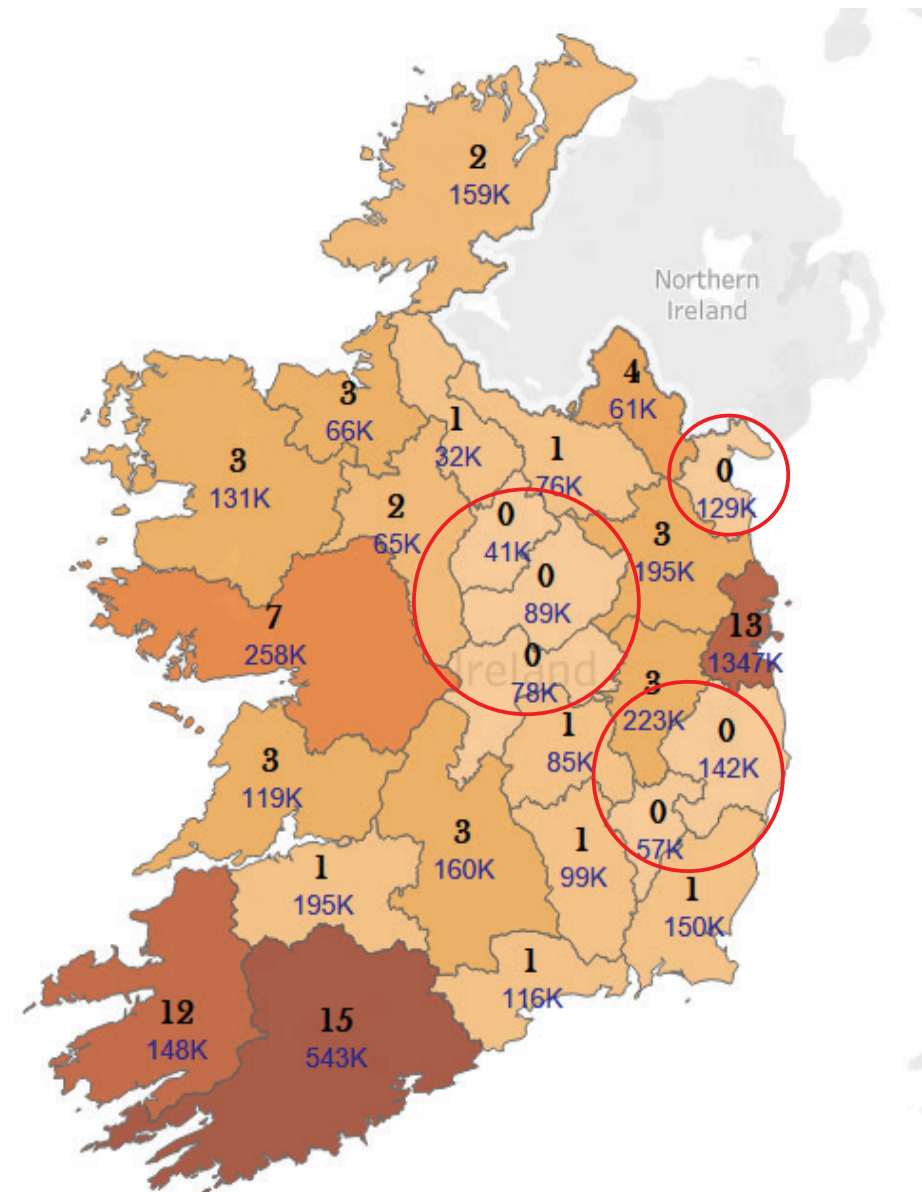 2
159K
Northern
Ireland
4
61K
3
66K
1
32K
1
76K
3
131K
0
129K
2
65K
0
41K
3
195K
0
89K
7
258K
13
1347K
0
78K
Ireland
3
223K
0
142K
1
85K
3
119K
0
57K
3
160K
1
99K
1
195K
1
150K
1
116K
12
148K
15
543K